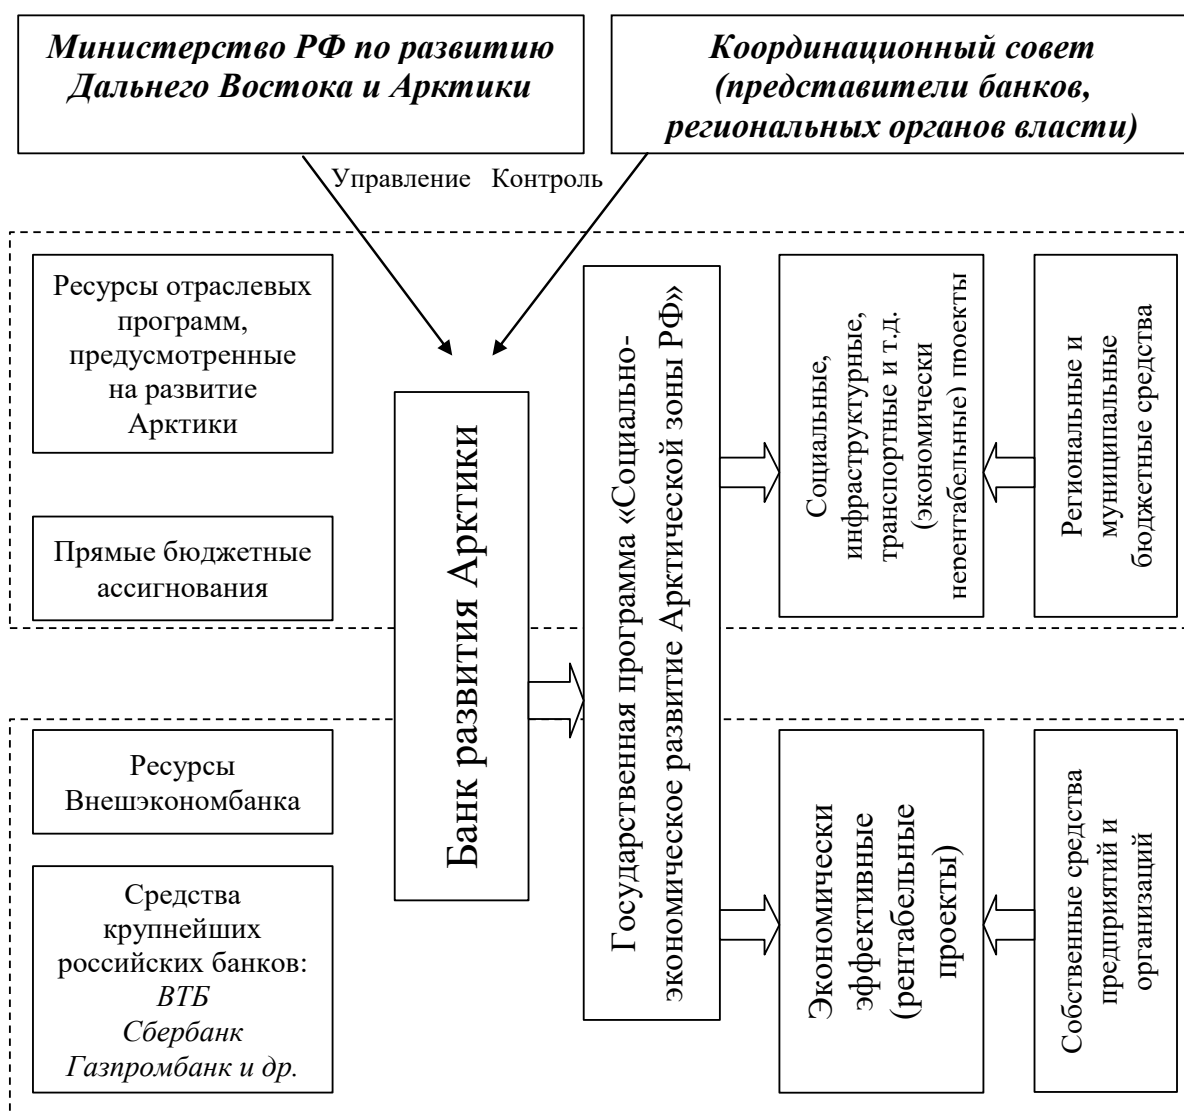 Министерство РФ по развитию
Дальнего Востока и Арктики
Координационный совет
(представители банков,
региональных органов власти)
Управление
Контроль
Ресурсы отраслевых
программ,
предусмотренные
на развитие
Арктики
Прямые бюджетные
ассигнования
Ресурсы
Внешэкономбанка
Средства
крупнейших
российских банков:
ВТБ
Сбербанк
Газпромбанк и др.
Банк развития Арктики
Государственная программа «Социально-
экономическое развитие Арктической зоны РФ»
Социальные,
инфраструктурные,
транспортные и т.д.
(экономически
нерентабельные) проекты
Региональные и
муниципальные
бюджетные средства
Экономически
эффективные
(рентабельные
проекты)
Собственные средства
предприятий и
организаций